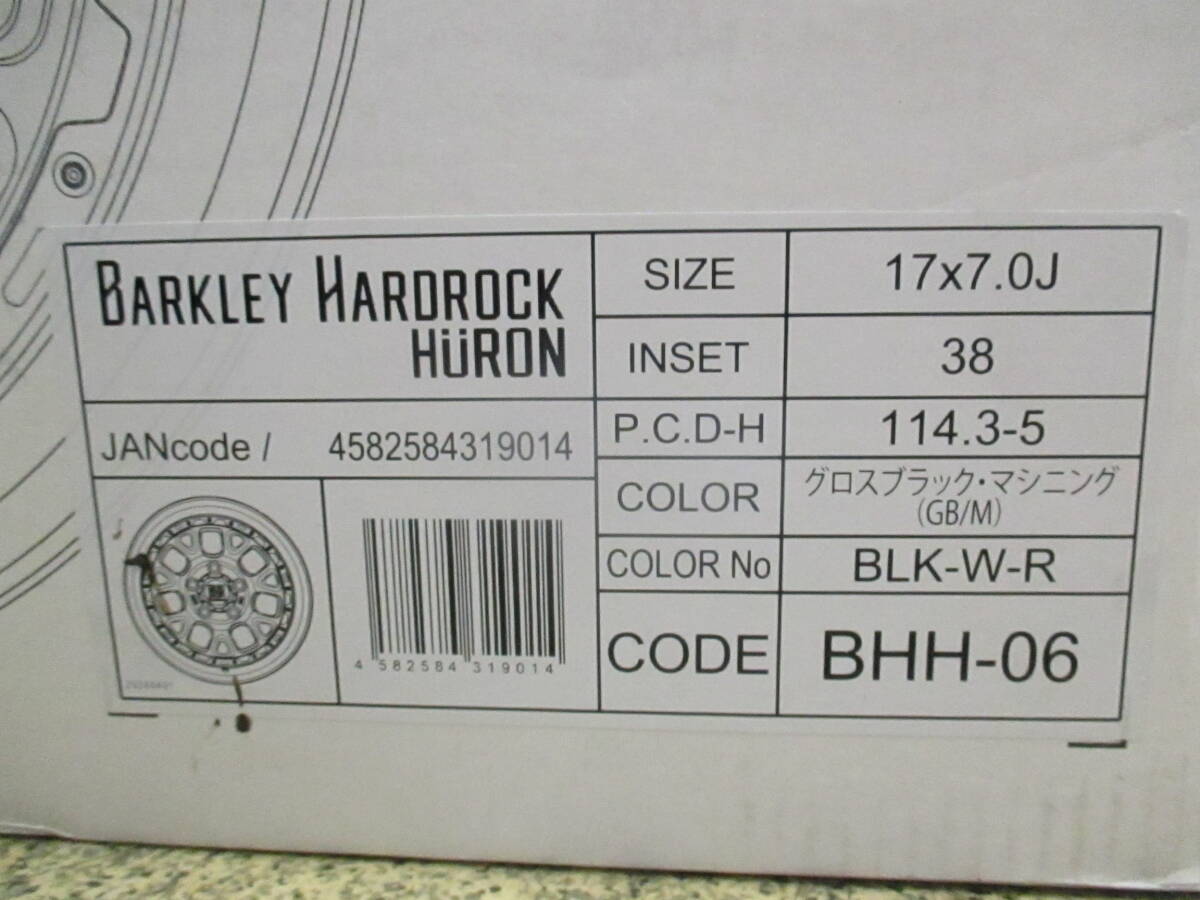 BARKLEY HARDROCK
HÜRON
JANcode / 4582584319014
4 582584 319014
SIZE 17x7.0J
INSET 38
P.C.D-H 114.3-5
COLOR グロスブラック・マシニング
(GB/M)
COLOR No BLK-W-R
CODE BHH-06